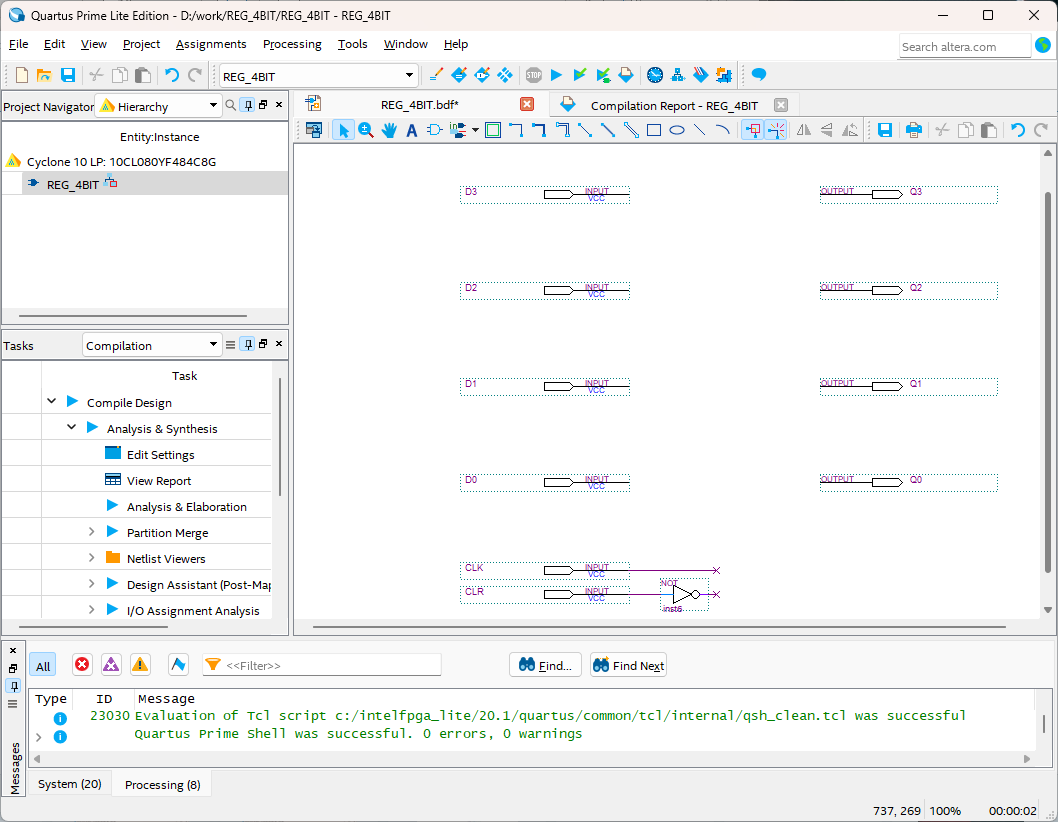 Quartus Prime Lite Edition - D:/work/REG_4BIT/REG_4BIT - REG_4BIT
File Edit View Project Assignments Processing Tools Window Help
Search altera.com
REG_4BIT
STOP
Project Navigator
Hierarchy
Entity:Instance
Cyclone 10 LP: 10CL080YF484C8G
REG_4BIT
Tasks
Compilation
Task
Compile Design
Analysis & Synthesis
Edit Settings
View Report
Analysis & Elaboration
Partition Merge
Netlist Viewers
Design Assistant (Post-Map
I/O Assignment Analysis
REG_4BIT.bdf*
Compilation Report - REG_4BIT
D3 INPUT VCC
OUTPUT Q3
D2 INPUT VCC
OUTPUT Q2
D1 INPUT VCC
OUTPUT Q1
D0 INPUT VCC
OUTPUT Q0
CLK INPUT VCC
CLR INPUT VCC
NOT
inst6
All
<<Filter>>
Find...
Find Next
Type ID Message
23030 Evaluation of Tcl script c:/intelfpga_lite/20.1/quartus/common/tcl/internal/qsh_clean.tcl was successful
Quartus Prime Shell was successful. 0 errors, 0 warnings
Messages
System (20)
Processing (8)
737, 269 100% 00:00:02